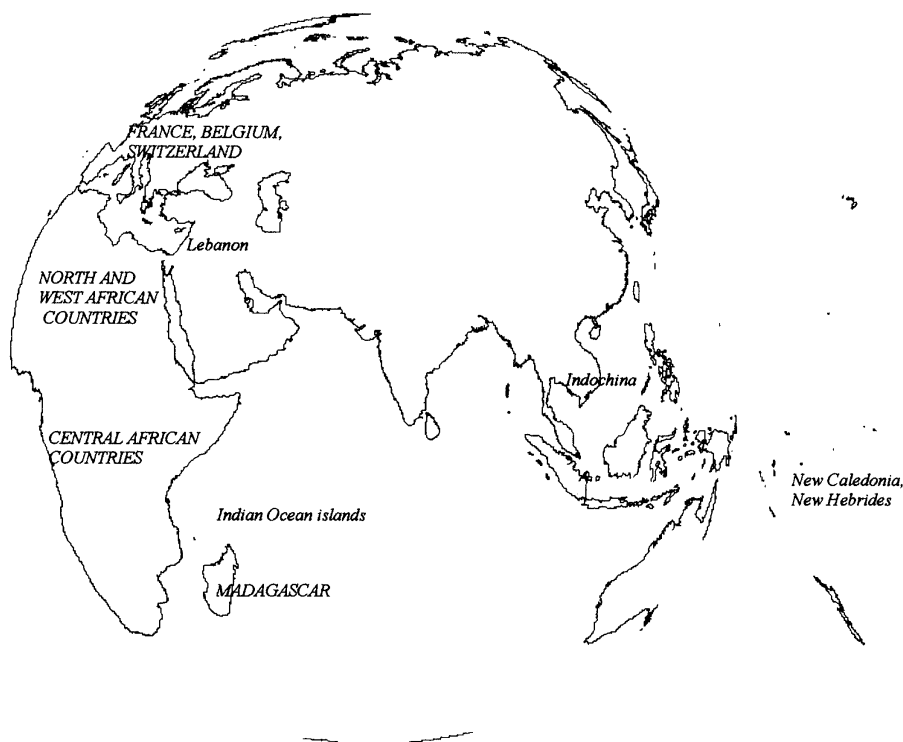 FRANCE, BELGIUM,
SWITZERLAND
Lebanon
NORTH AND
WEST AFRICAN
COUNTRIES
Indochina
CENTRAL AFRICAN
COUNTRIES
New Caledonia,
New Hebrides
Indian Ocean islands
MADAGASCAR